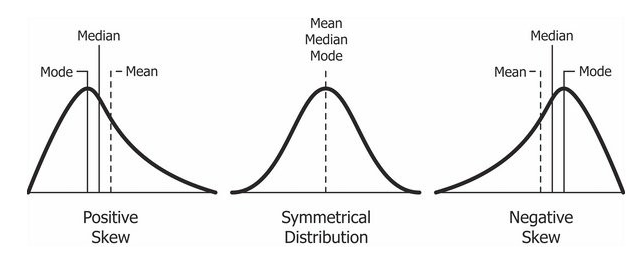 Median
Mode
Mean
Positive
Skew
Mean
Median
Mode
Symmetrical
Distribution
Median
Mean
Mode
Negative
Skew